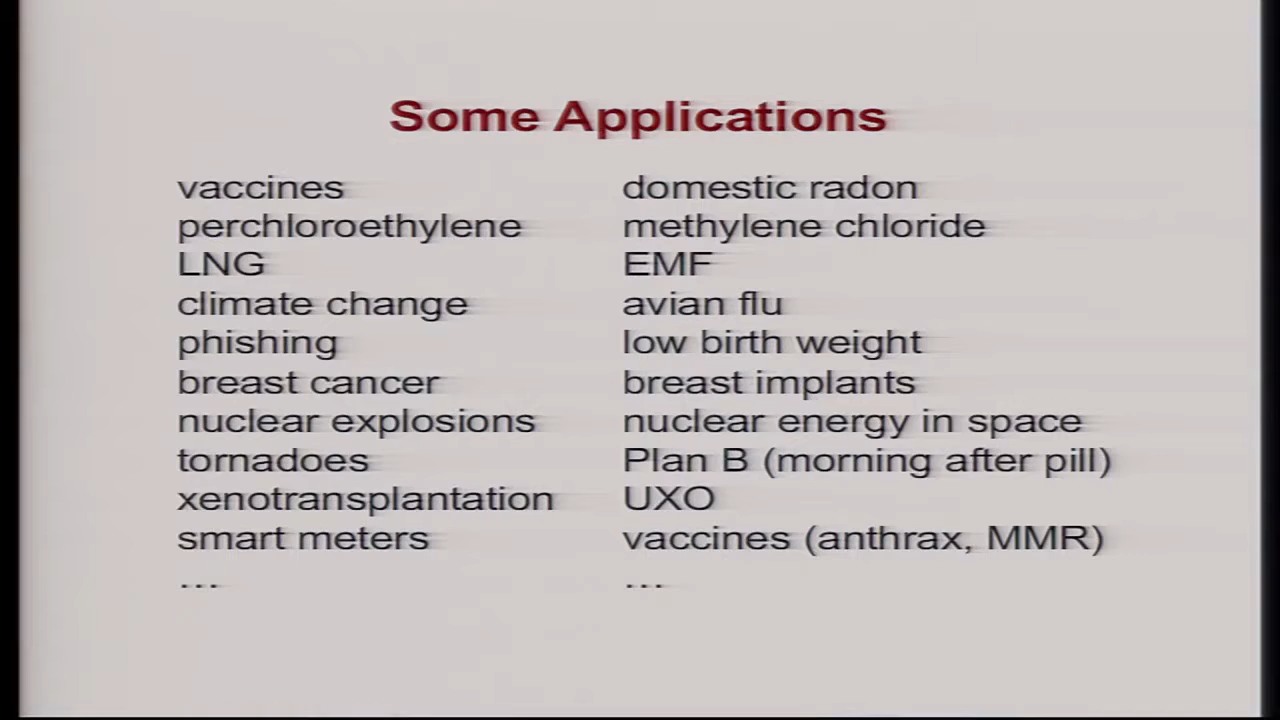 Some Applications
vaccines
perchloroethylene
LNG
climate change
phishing
breast cancer
nuclear explosions
tornadoes
xenotransplantation
smart meters
...
domestic radon
methylene chloride
EMF
avian flu
low birth weight
breast implants
nuclear energy in space
Plan B (morning after pill)
UXO
vaccines (anthrax, MMR)
...